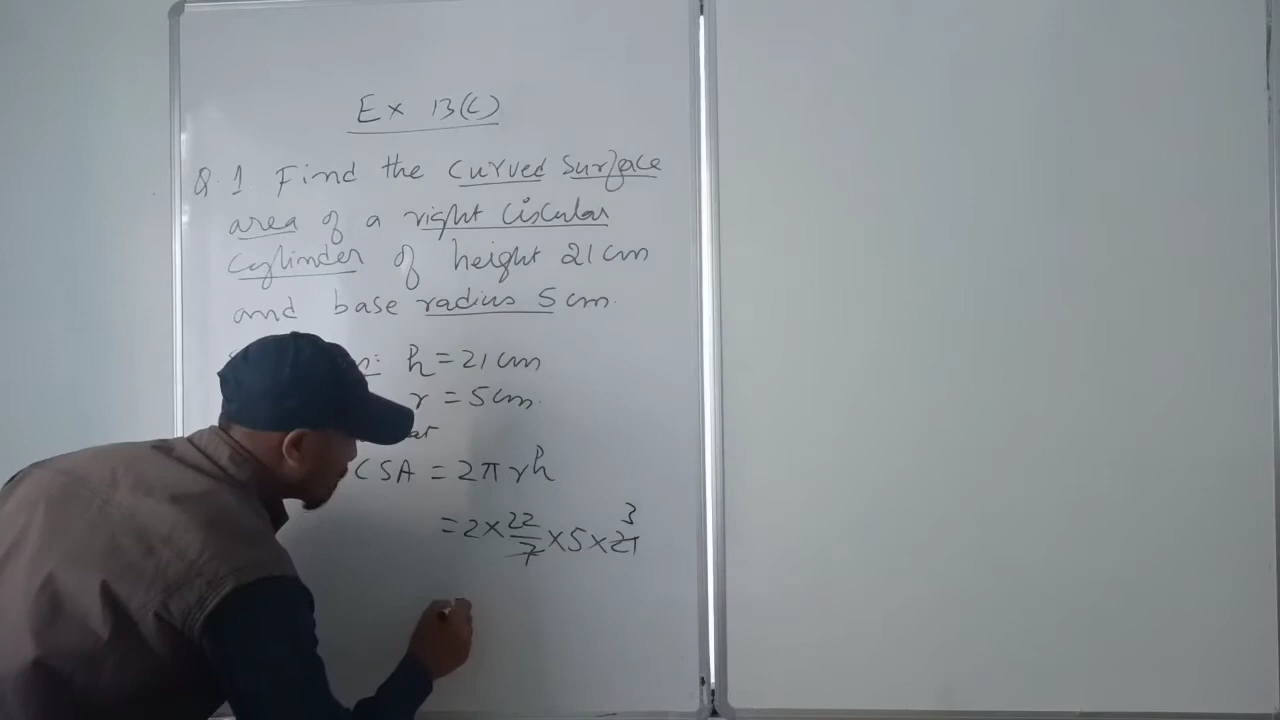 Ex 13(C)
Q.1 Find the curved surface
area of a right circular
cylinder of height 21cm
and base radius 5cm.
h=21cm
r=5cm.
CSA = 2πrh
=2×22/7×5×21 3